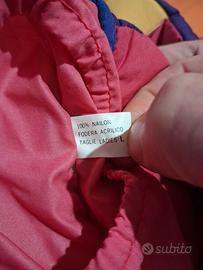 100% NAILON
FODERA ACRILICO
TAGLIE LADIES-L
subito